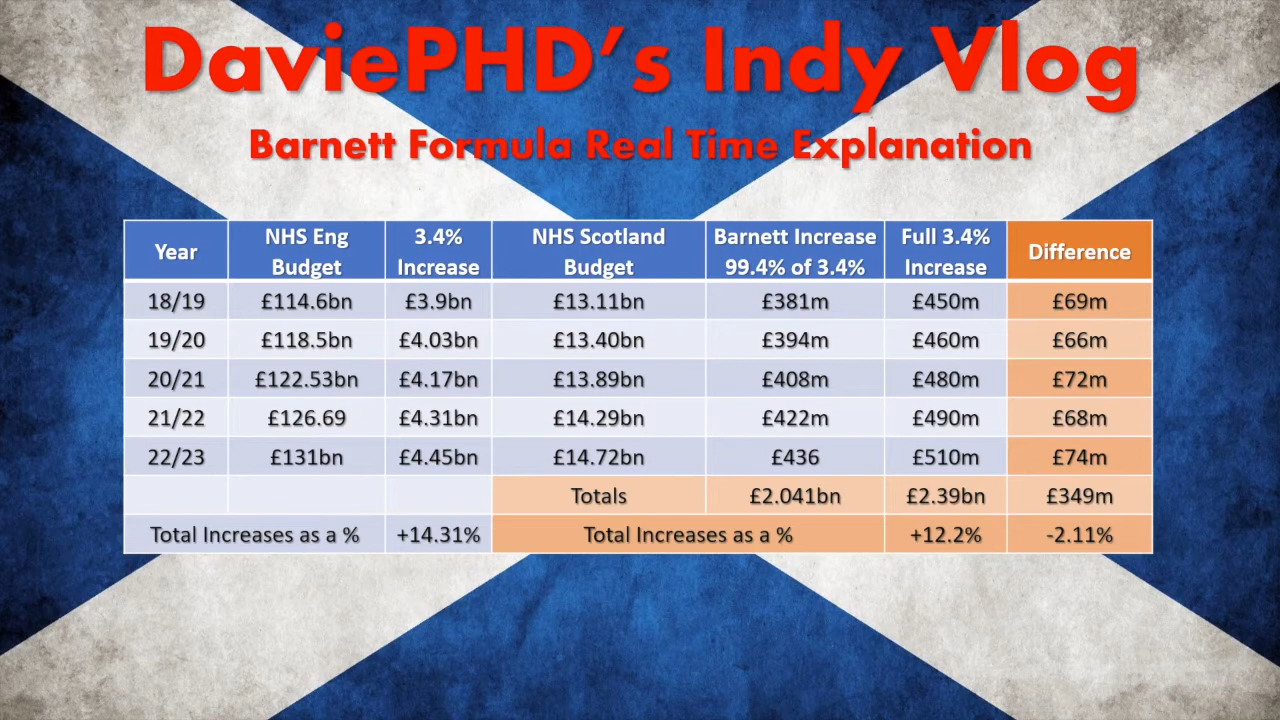 DaviePHD's Indy Vlog
Barnett Formula Real Time Explanation
Year NHS Eng Budget 3.4% Increase NHS Scotland Budget Barnett Increase 99.4% of 3.4% Full 3.4% Increase Difference
18/19 £114.6bn £3.9bn £13.11bn £381m £450m £69m
19/20 £118.5bn £4.03bn £13.40bn £394m £460m £66m
20/21 £122.53bn £4.17bn £13.89bn £408m £480m £72m
21/22 £126.69 £4.31bn £14.29bn £422m £490m £68m
22/23 £131bn £4.45bn £14.72bn £436 £510m £74m
Totals £2.041bn £2.39bn £349m
Total Increases as a % +14.31% Total Increases as a % +12.2% -2.11%